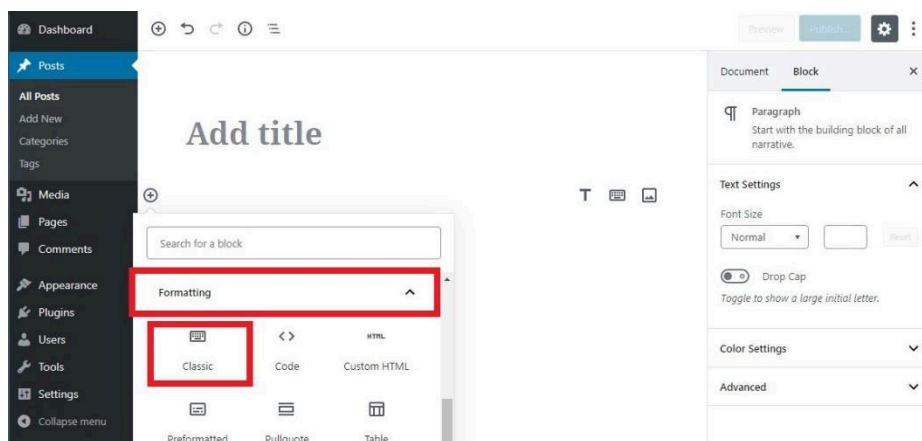 Dashboard
Posts
All Posts
Add New
Categories
Tags
Media
Pages
Comments
Appearance
Plugins
Users
Tools
Settings
Collapse menu
Preview
Publish...
Add title
Search for a block
Formatting
Classic
Code
HTML
Custom HTML
Preformatted
Pullquote
Table
Document Block
Paragraph
Start with the building block of all
narrative.
Text Settings
Font Size
Normal
Reset
Drop Cap
Toggle to show a large initial letter.
Color Settings
Advanced